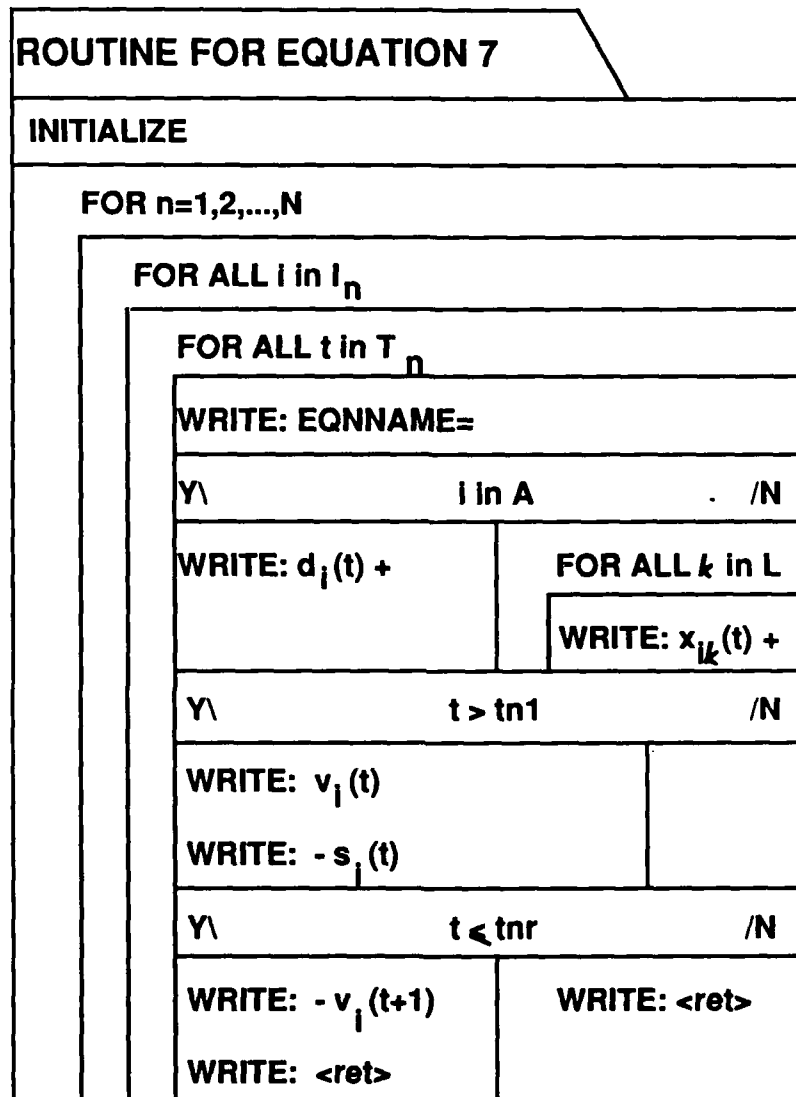 ROUTINE FOR EQUATION 7
INITIALIZE
FOR n=1,2,...,N
FOR ALL i in Iₙ
FOR ALL t in T ₙ
WRITE: EQNNAME=
Y\ i in A . /N
WRITE: dᵢ(t) + FOR ALL k in L
WRITE: xᵢₖ(t) +
Y\ t > tn1 /N
WRITE: vᵢ(t)
WRITE: - sᵢ(t)
Y\ t ⩽ tnr /N
WRITE: - vᵢ(t+1) WRITE: <ret>
WRITE: <ret>